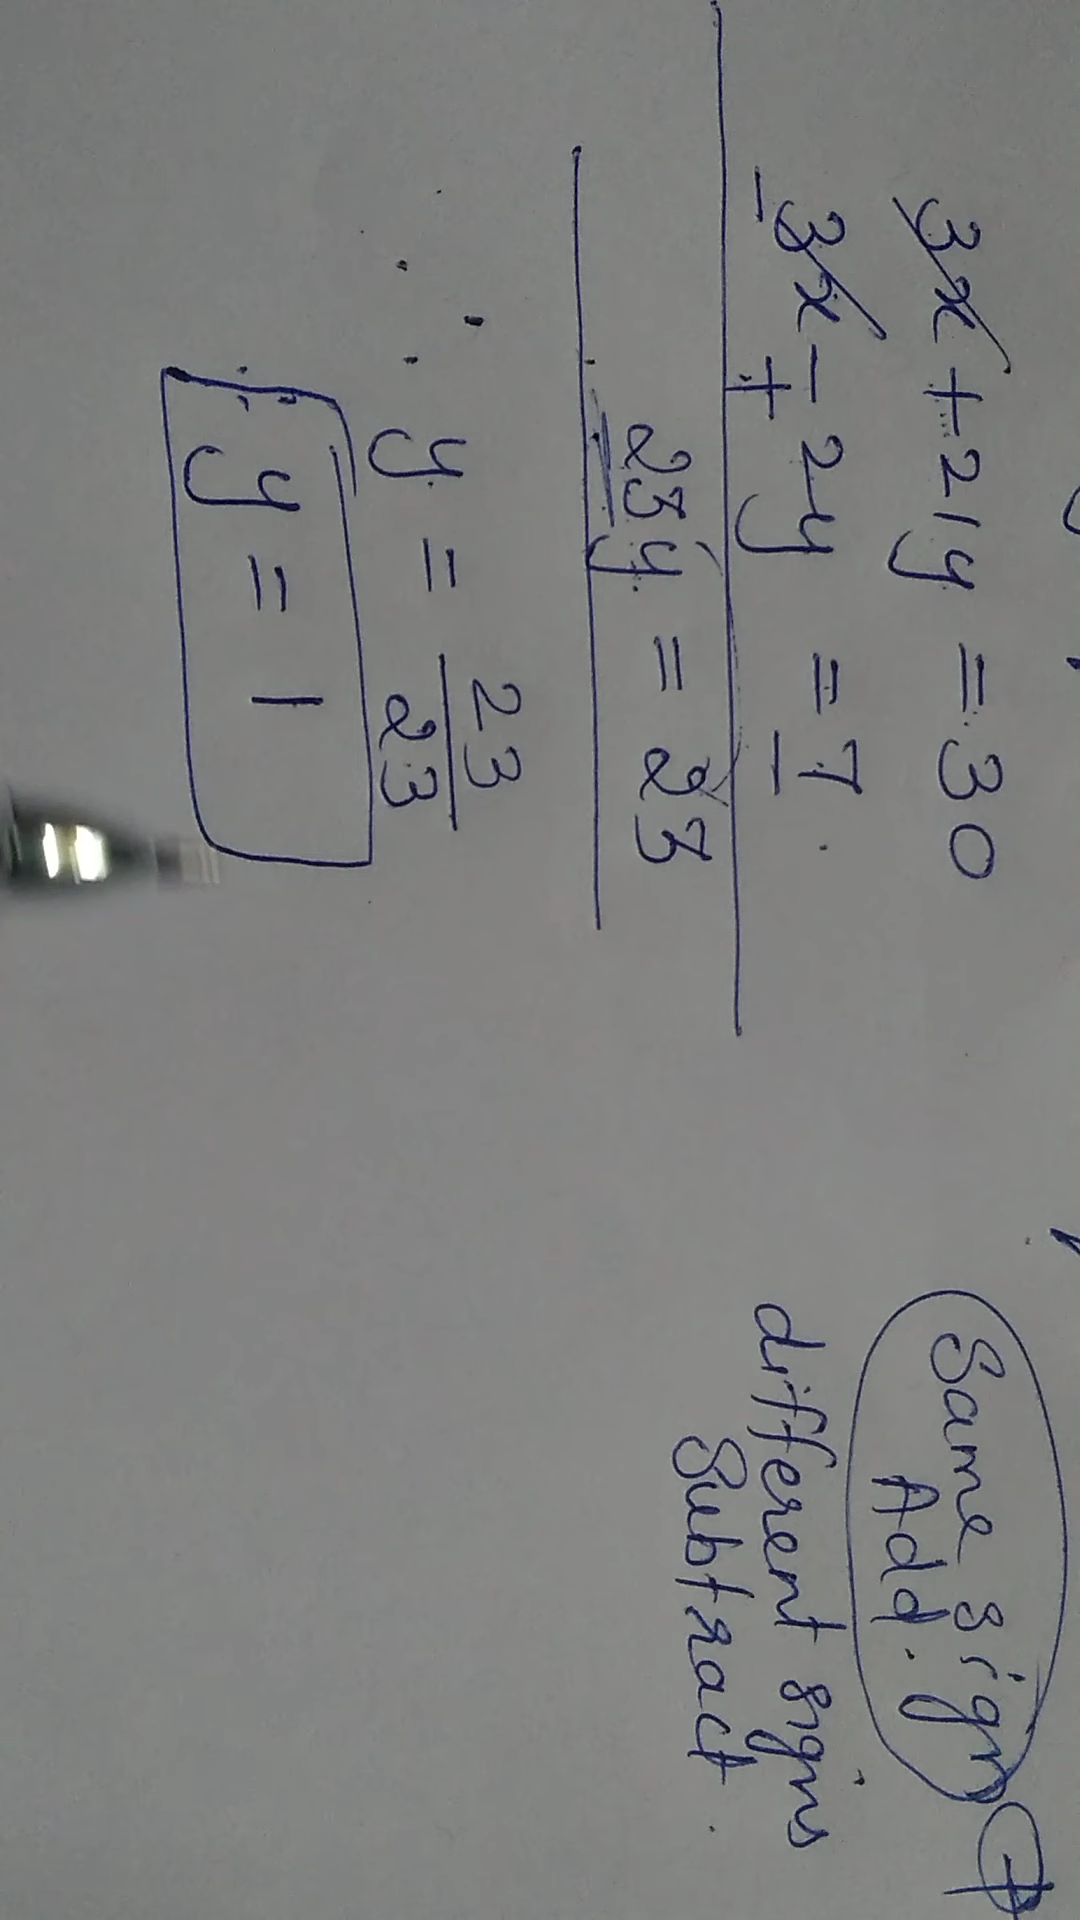 3x + 21y = 30
3x - 2y = 7
- + -
23y = 23
∴ y = 23/23
y = 1
Same sign +
Add.
different signs
Subtract